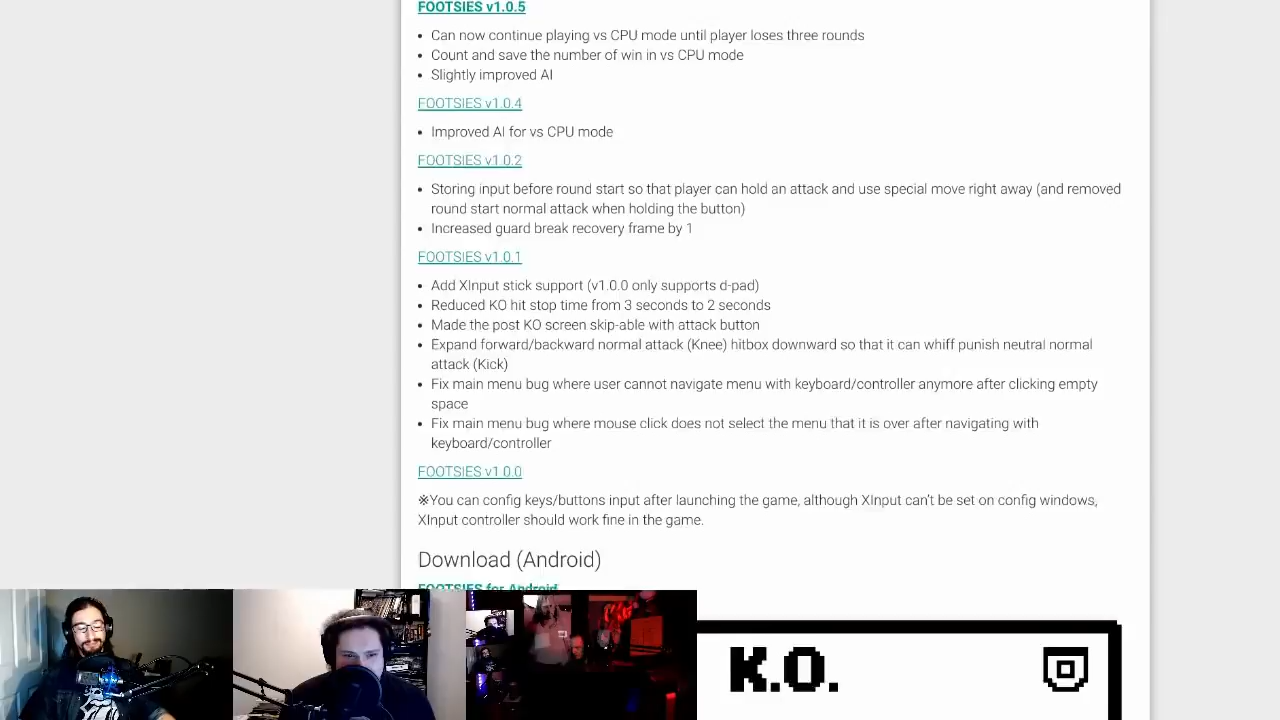 FOOTSIES v1.0.5
• Can now continue playing vs CPU mode until player loses three rounds
• Count and save the number of win in vs CPU mode
• Slightly improved AI
FOOTSIES v1.0.4
• Improved AI for vs CPU mode
FOOTSIES v1.0.2
• Storing input before round start so that player can hold an attack and use special move right away (and removed
round start normal attack when holding the button)
• Increased guard break recovery frame by 1
FOOTSIES v1.0.1
• Add XInput stick support (v1.0.0 only supports d-pad)
• Reduced KO hit stop time from 3 seconds to 2 seconds
• Made the post KO screen skip-able with attack button
• Expand forward/backward normal attack (Knee) hitbox downward so that it can whiff punish neutral normal
attack (Kick)
• Fix main menu bug where user cannot navigate menu with keyboard/controller anymore after clicking empty
space
• Fix main menu bug where mouse click does not select the menu that it is over after navigating with
keyboard/controller
FOOTSIES v1.0.0
※You can config keys/buttons input after launching the game, although XInput can't be set on config windows,
XInput controller should work fine in the game.
Download (Android)
FOOTSIES for Android
K.O.